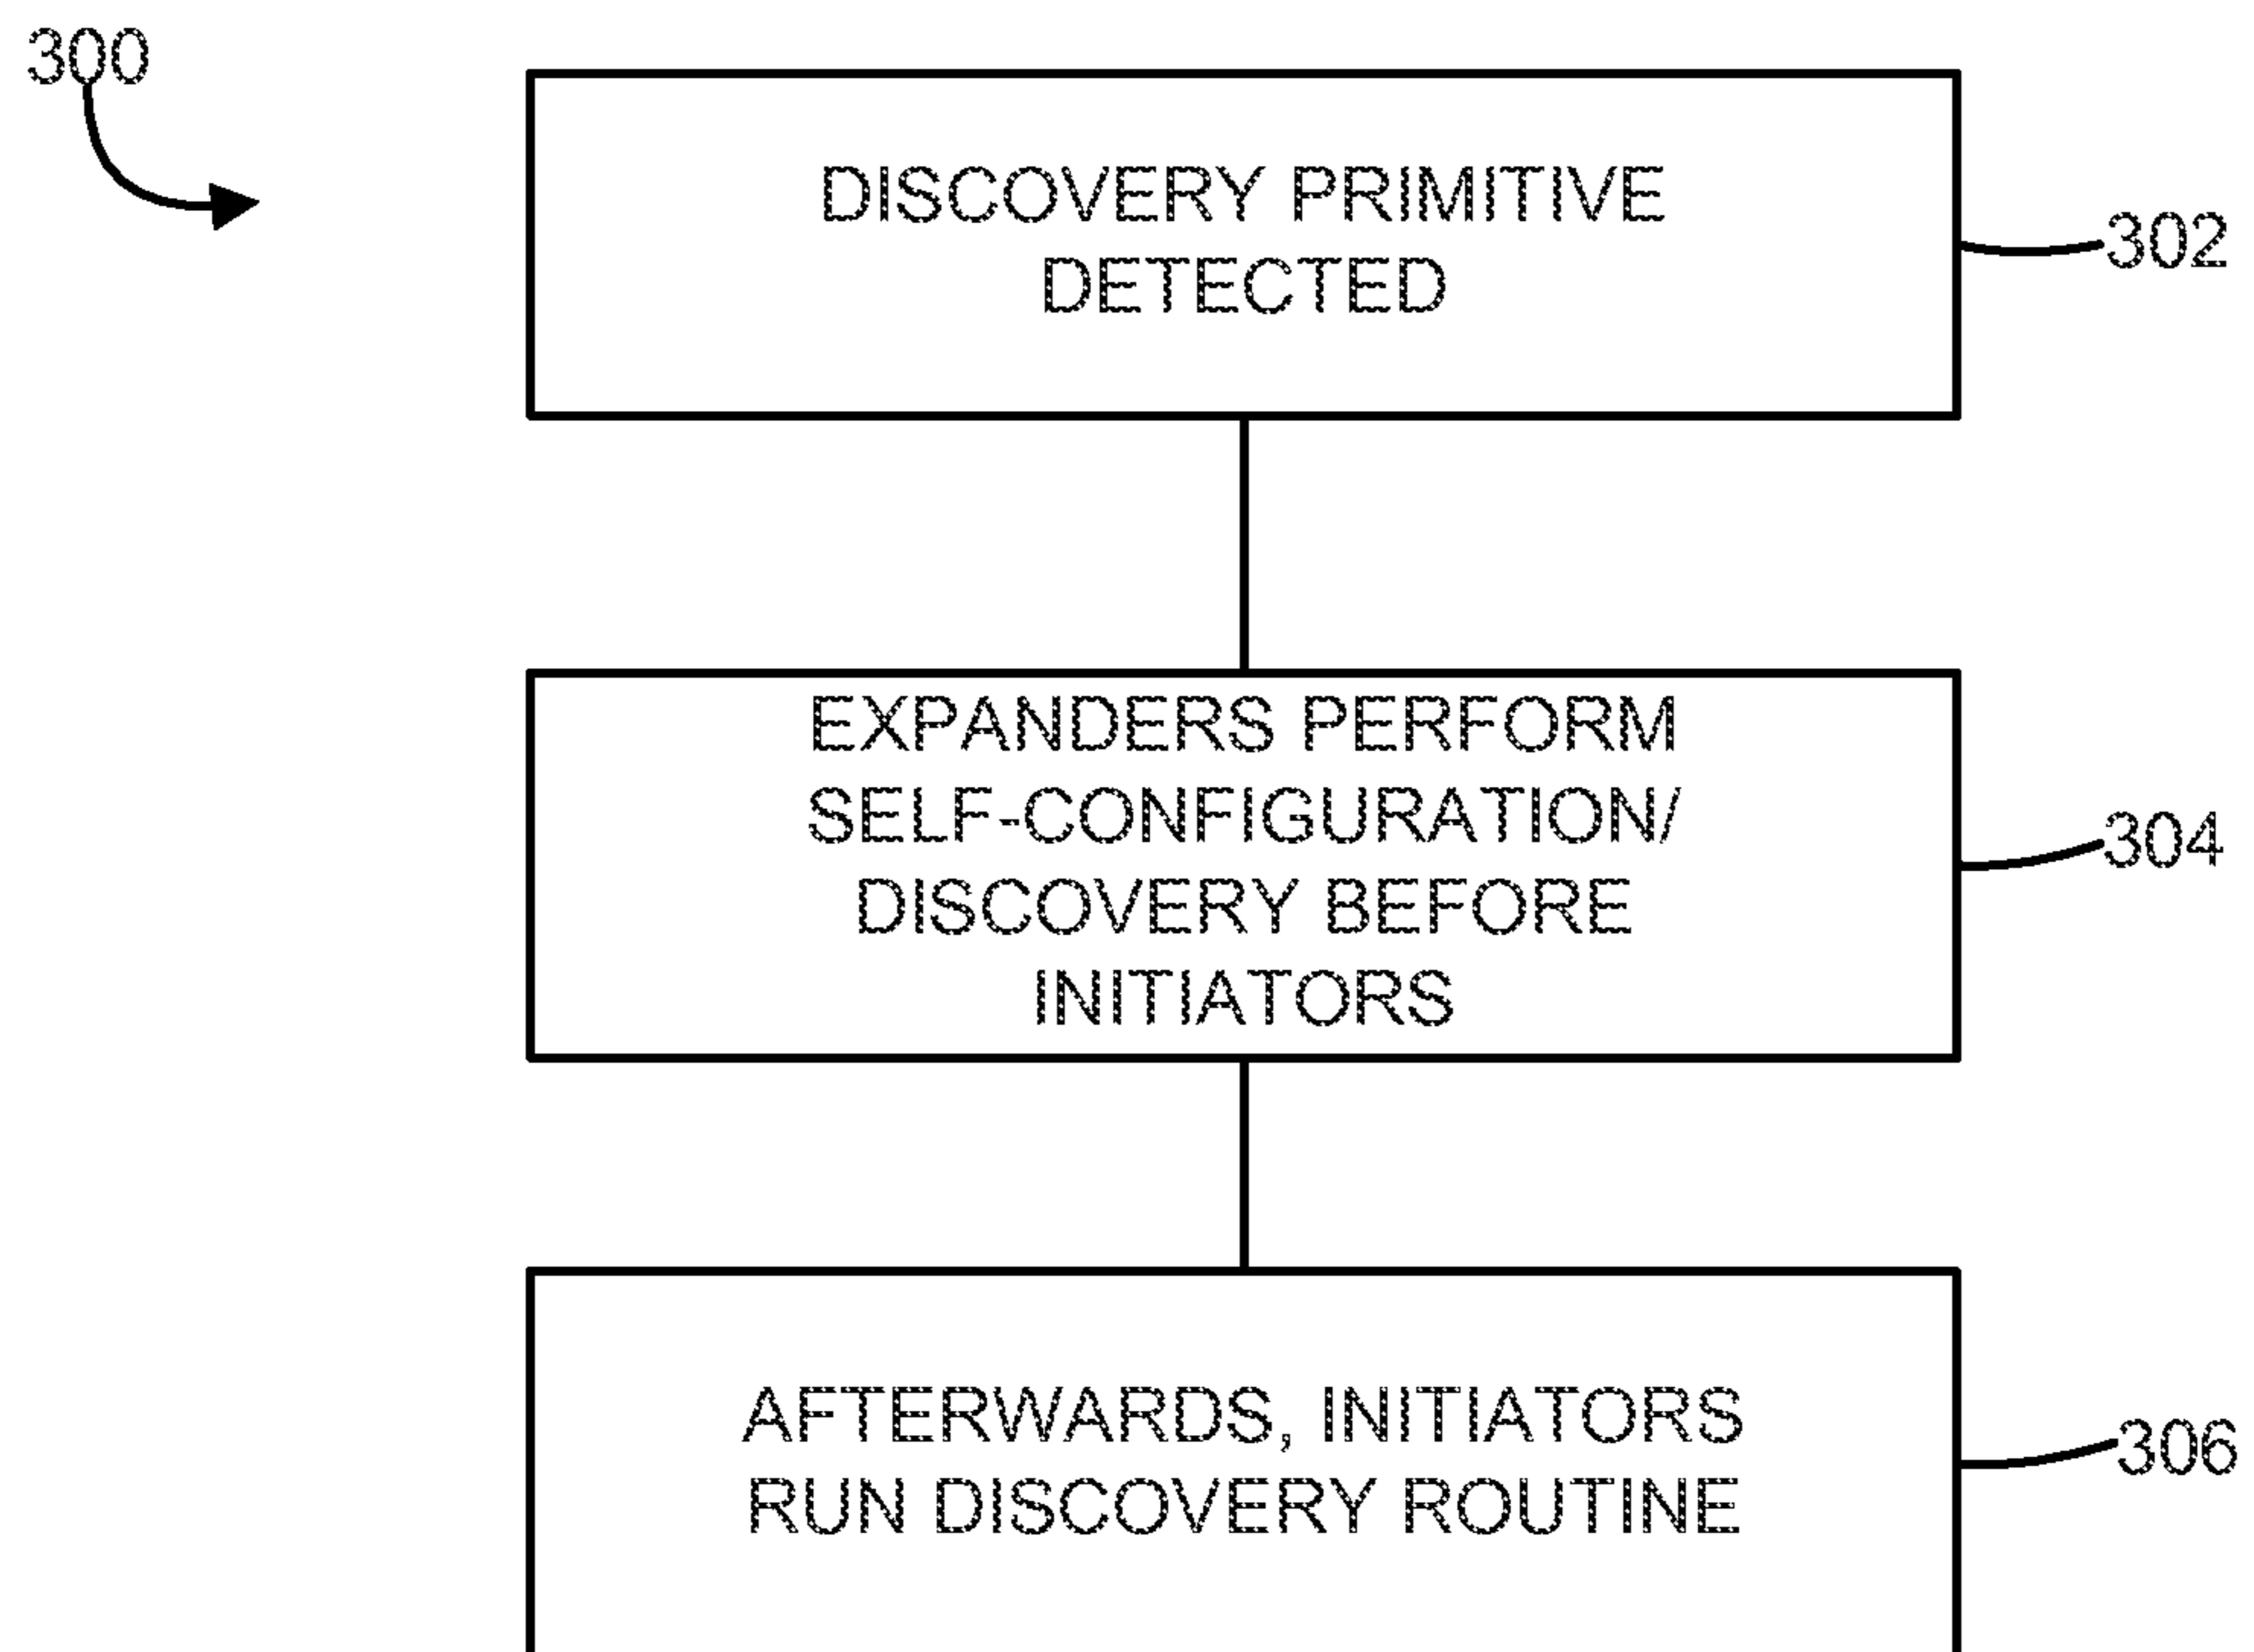 300
DISCOVERY PRIMITIVE
DETECTED
302
EXPANDERS PERFORM
SELF-CONFIGURATION/
DISCOVERY BEFORE
INITIATORS
304
AFTERWARDS, INITIATORS
RUN DISCOVERY ROUTINE
306